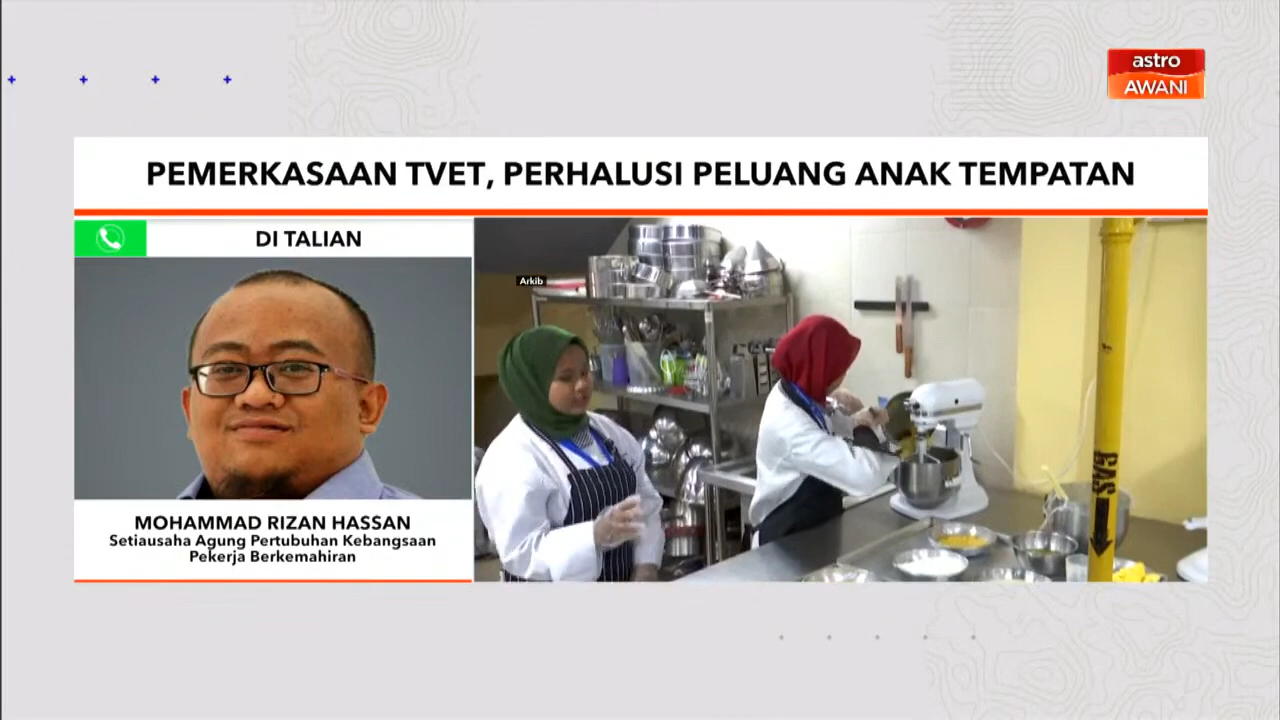 astro
AWANI
PEMERKASAAN TVET, PERHALUSI PELUANG ANAK TEMPATAN
DI TALIAN
Arkib
GAS
MOHAMMAD RIZAN HASSAN
Setiausaha Agung Pertubuhan Kebangsaan
Pekerja Berkemahiran